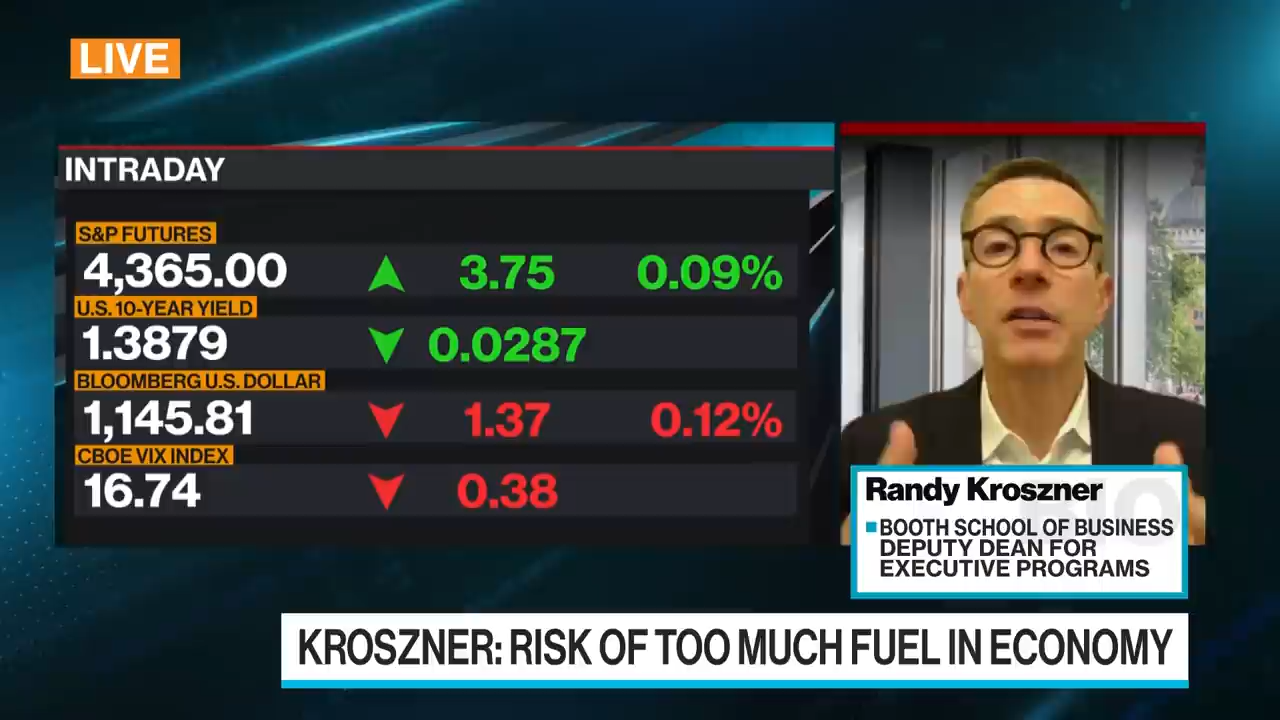 LIVE
INTRADAY
S&P FUTURES
4,365.00 3.75 0.09%
U.S. 10-YEAR YIELD
1.3879 0.0287
BLOOMBERG U.S. DOLLAR
1,145.81 1.37 0.12%
CBOE VIX INDEX
16.74 0.38
Randy Kroszner
BOOTH SCHOOL OF BUSINESS
DEPUTY DEAN FOR
EXECUTIVE PROGRAMS
KROSZNER: RISK OF TOO MUCH FUEL IN ECONOMY